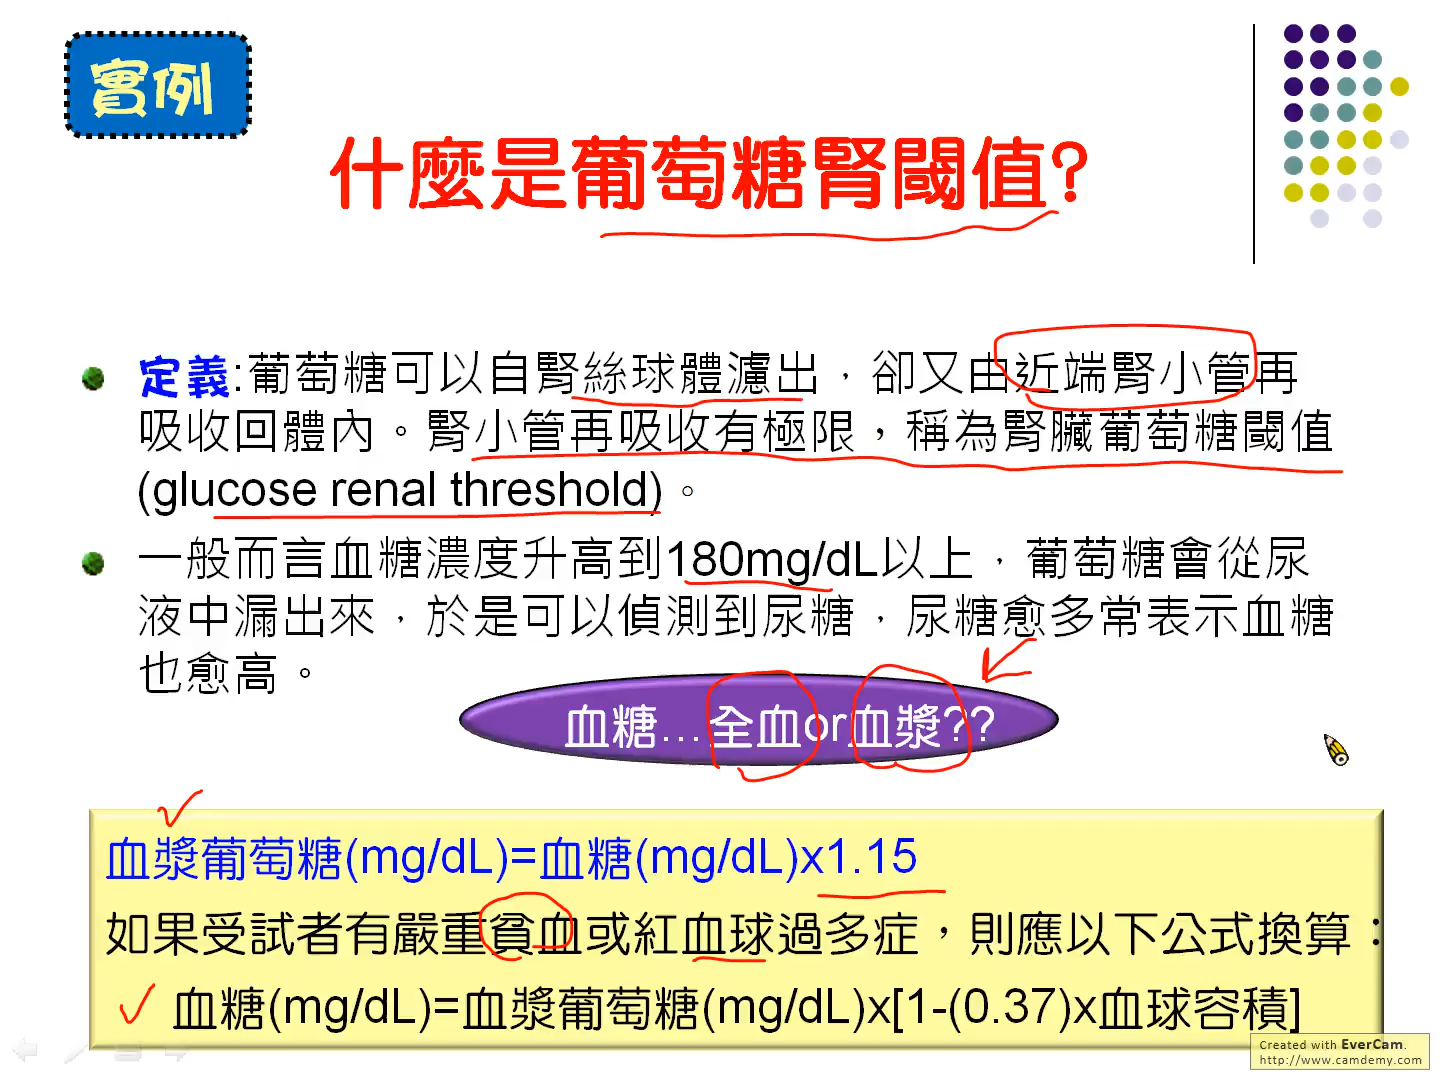 實例
什麼是葡萄糖腎閾值?
定義:葡萄糖可以自腎絲球體濾出，卻又由近端腎小管再
吸收回體內。腎小管再吸收有極限，稱為腎臟葡萄糖閾值
(glucose renal threshold)。
一般而言血糖濃度升高到180mg/dL以上，葡萄糖會從尿
液中漏出來，於是可以偵測到尿糖，尿糖愈多常表示血糖
也愈高。
血糖…全血or血漿??
血漿葡萄糖(mg/dL)=血糖(mg/dL)x1.15
如果受試者有嚴重貧血或紅血球過多症，則應以下公式換算：
血糖(mg/dL)=血漿葡萄糖(mg/dL)x[1-(0.37)x血球容積]
Created with EverCam.
http://www.camdemy.com